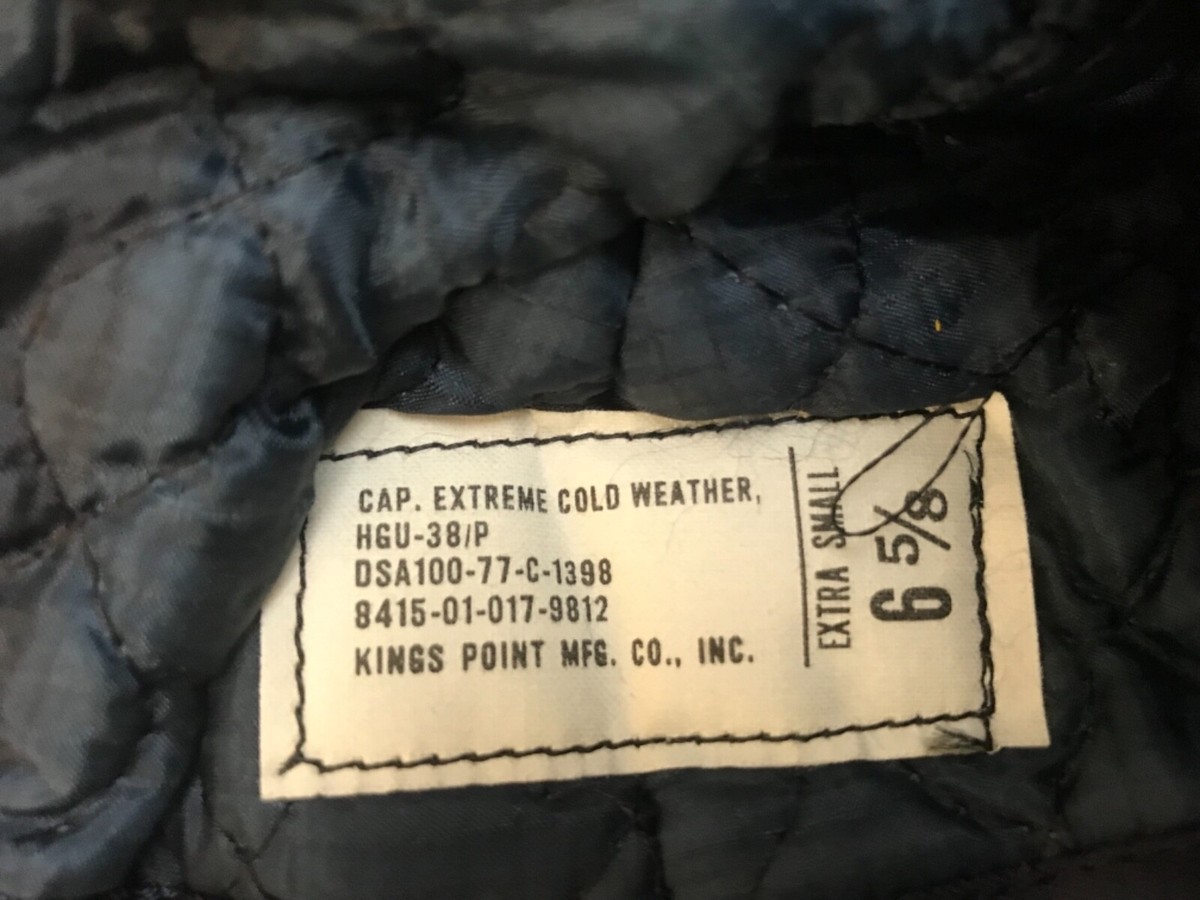 CAP. EXTREME COLD WEATHER,
HGU-38/P
DSA100-77-C-1398
8415-01-017-9812
KINGS POINT MFG. CO., INC.
EXTRA SMALL
6 5/8